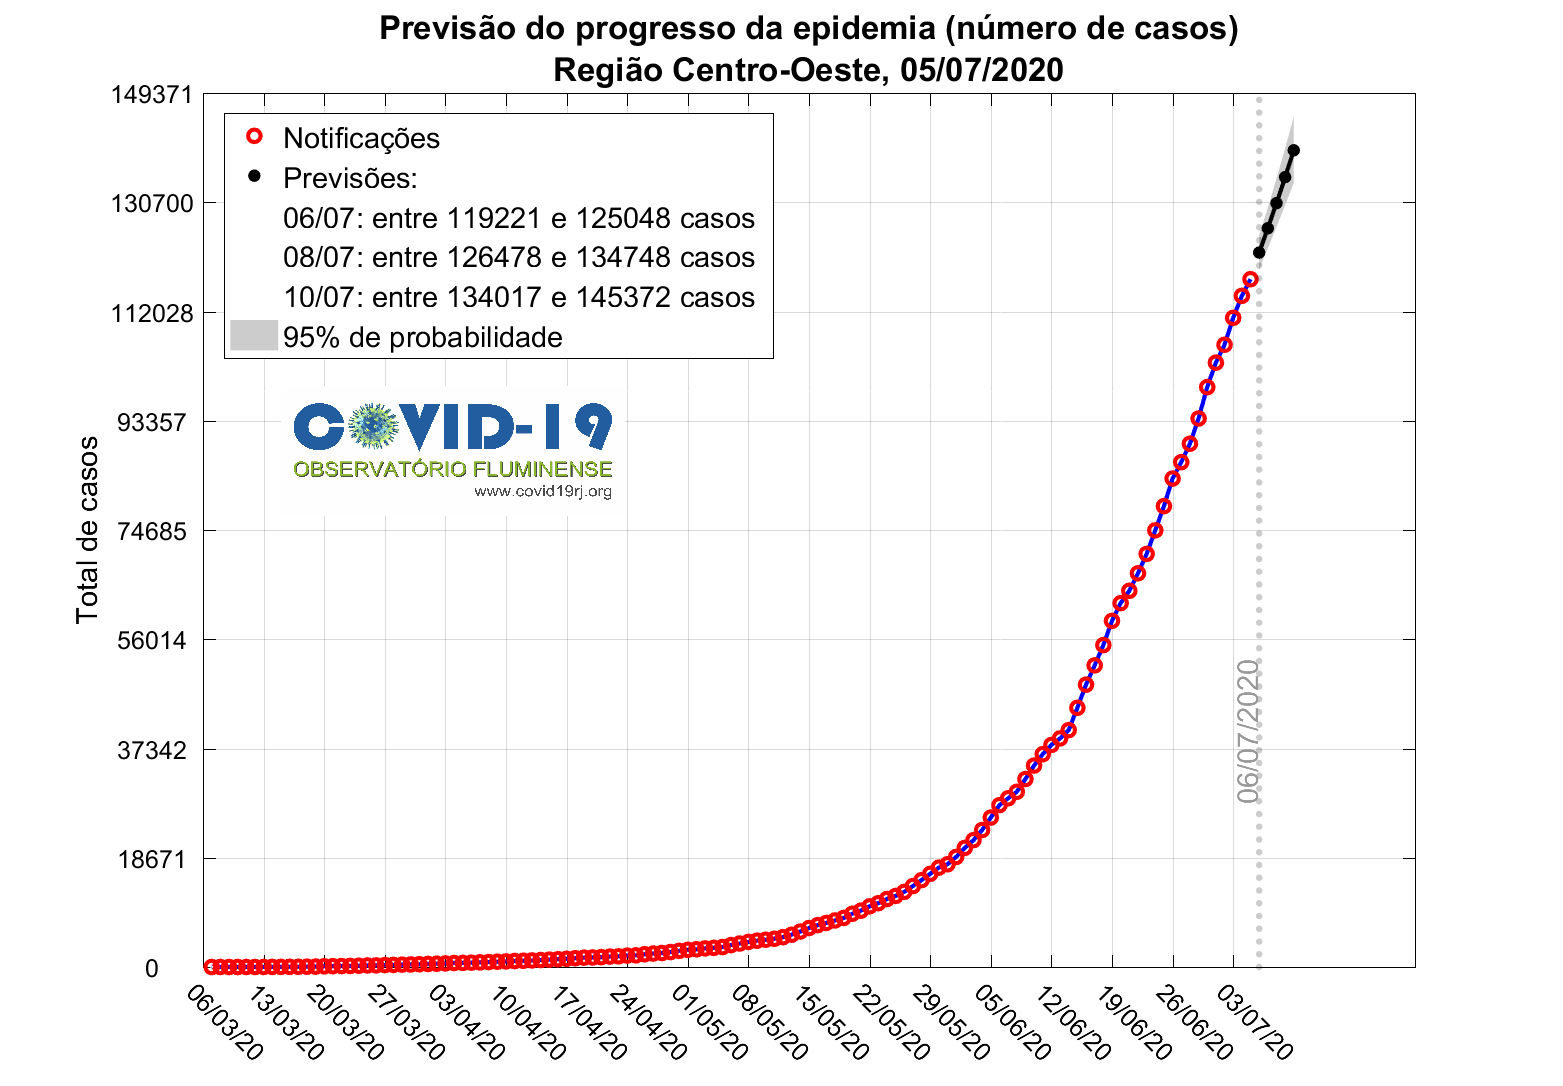 Previsão do progresso da epidemia (número de casos)
Região Centro-Oeste, 05/07/2020
149371
130700
112028
93357
74685
56014
37342
18671
0
Total de casos
Notificações
Previsões:
06/07: entre 119221 e 125048 casos
08/07: entre 126478 e 134748 casos
10/07: entre 134017 e 145372 casos
95% de probabilidade
COVID-19
OBSERVATÓRIO FLUMINENSE
www.covid19rj.org
06/07/2020
06/03/20
13/03/20
20/03/20
27/03/20
03/04/20
10/04/20
17/04/20
24/04/20
01/05/20
08/05/20
15/05/20
22/05/20
29/05/20
05/06/20
12/06/20
19/06/20
26/06/20
03/07/20